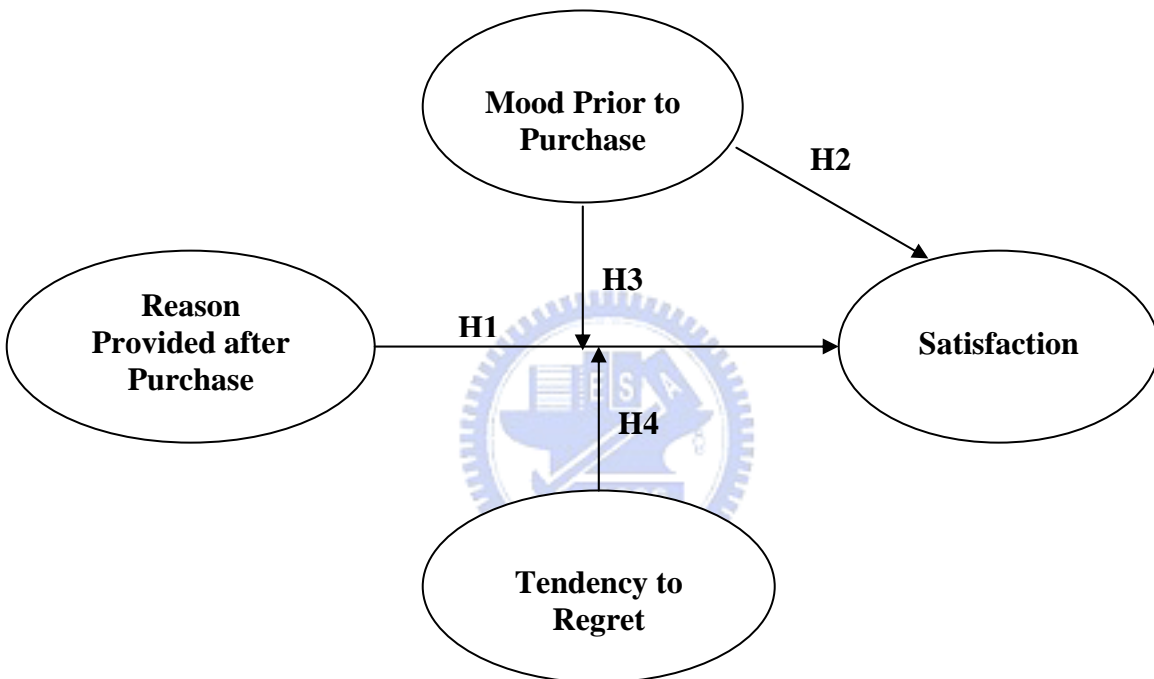 Mood Prior to
Purchase
H2
H3
Reason
Provided after
Purchase
H1
Satisfaction
E S A
H4
Tendency to
Regret